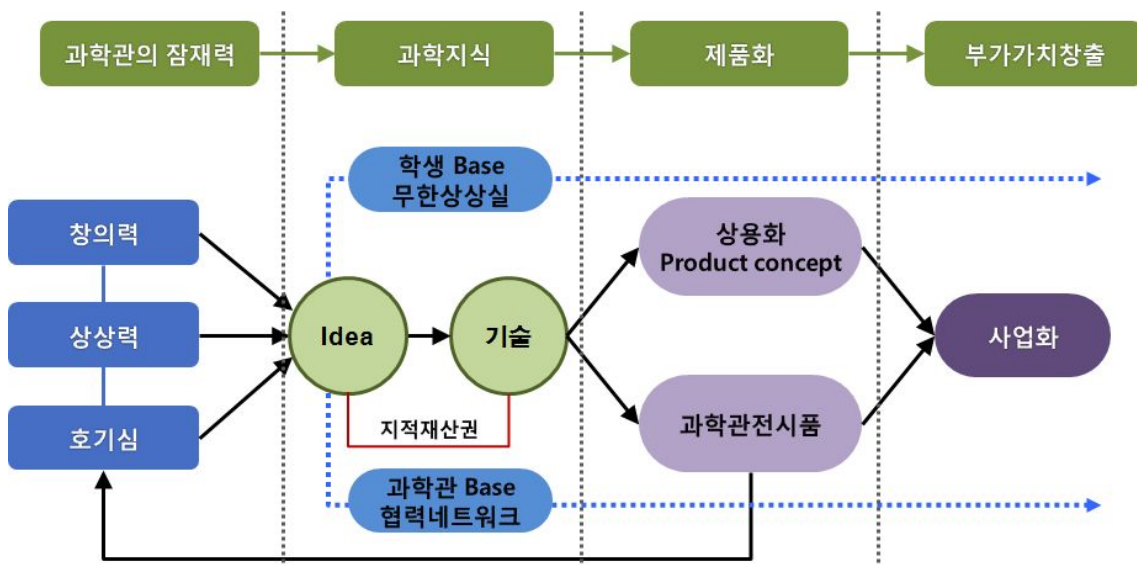 과학관의 잠재력
과학지식
제품화
부가가치창출
학생 Base
무한상상실
창의력
상상력
호기심
Idea
기술
지적재산권
상용화
Product concept
과학관전시품
사업화
과학관 Base
협력네트워크